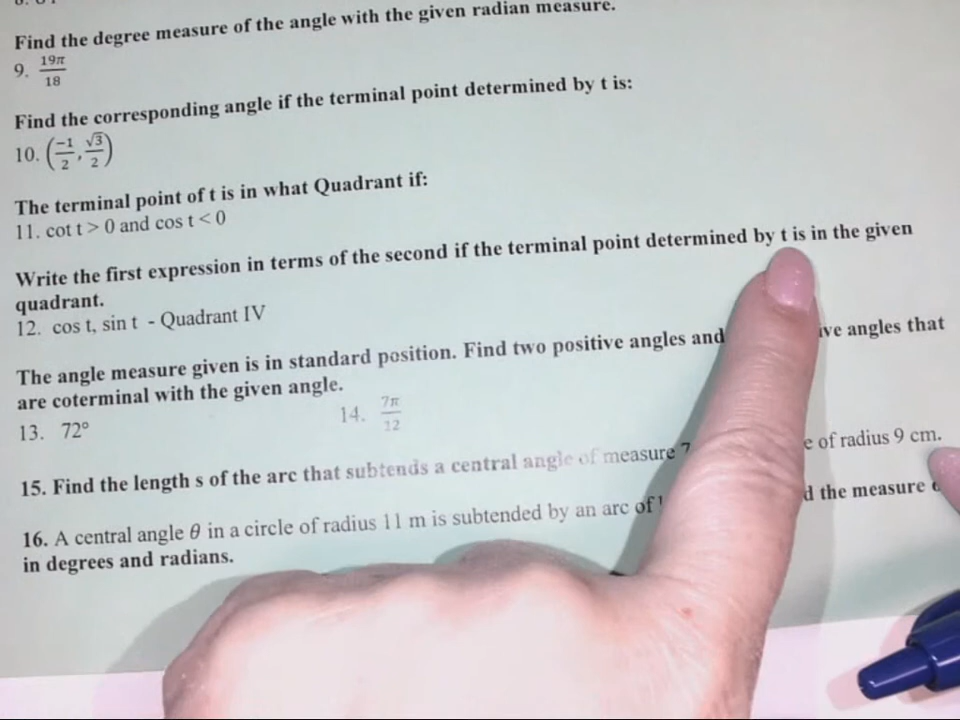 Find the degree measure of the angle with the given radian measure.
9. 19π/18
Find the corresponding angle if the terminal point determined by t is:
10. (-1/2, √3/2)
The terminal point of t is in what Quadrant if:
11. cot t > 0 and cos t < 0
Write the first expression in terms of the second if the terminal point determined by t is in the given
quadrant.
12. cos t, sin t - Quadrant IV
The angle measure given is in standard position. Find two positive angles and angles that
are coterminal with the given angle.
13. 72° 14. 7π/12
15. Find the length s of the arc that subtends a central angle of measure of radius 9 cm.
16. A central angle θ in a circle of radius 11 m is subtended by an arc of the measure
in degrees and radians.